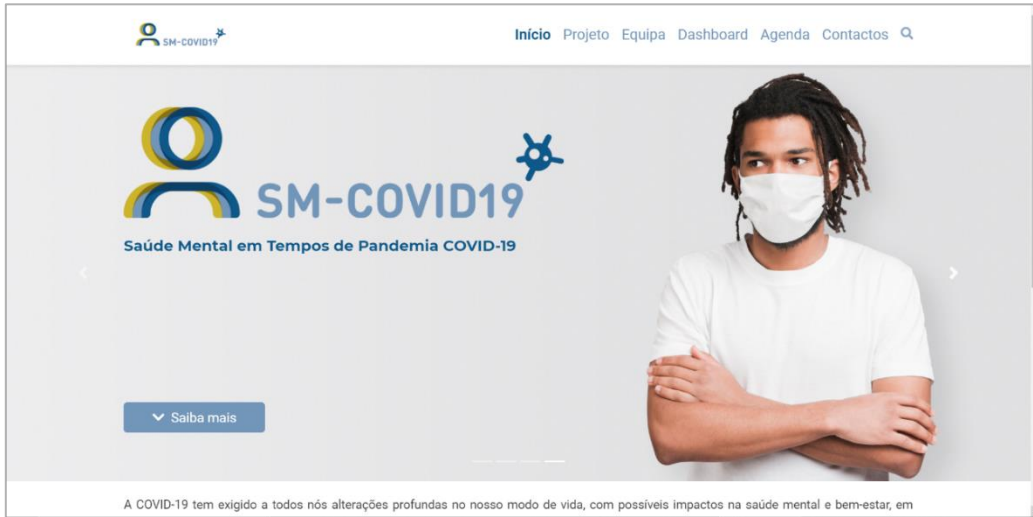 SM-COVID19
Início Projeto Equipa Dashboard Agenda Contactos
SM-COVID19
Saúde Mental em Tempos de Pandemia COVID-19
Saiba mais
A COVID-19 tem exigido a todos nós alterações profundas no nosso modo de vida, com possíveis impactos na saúde mental e bem-estar, em